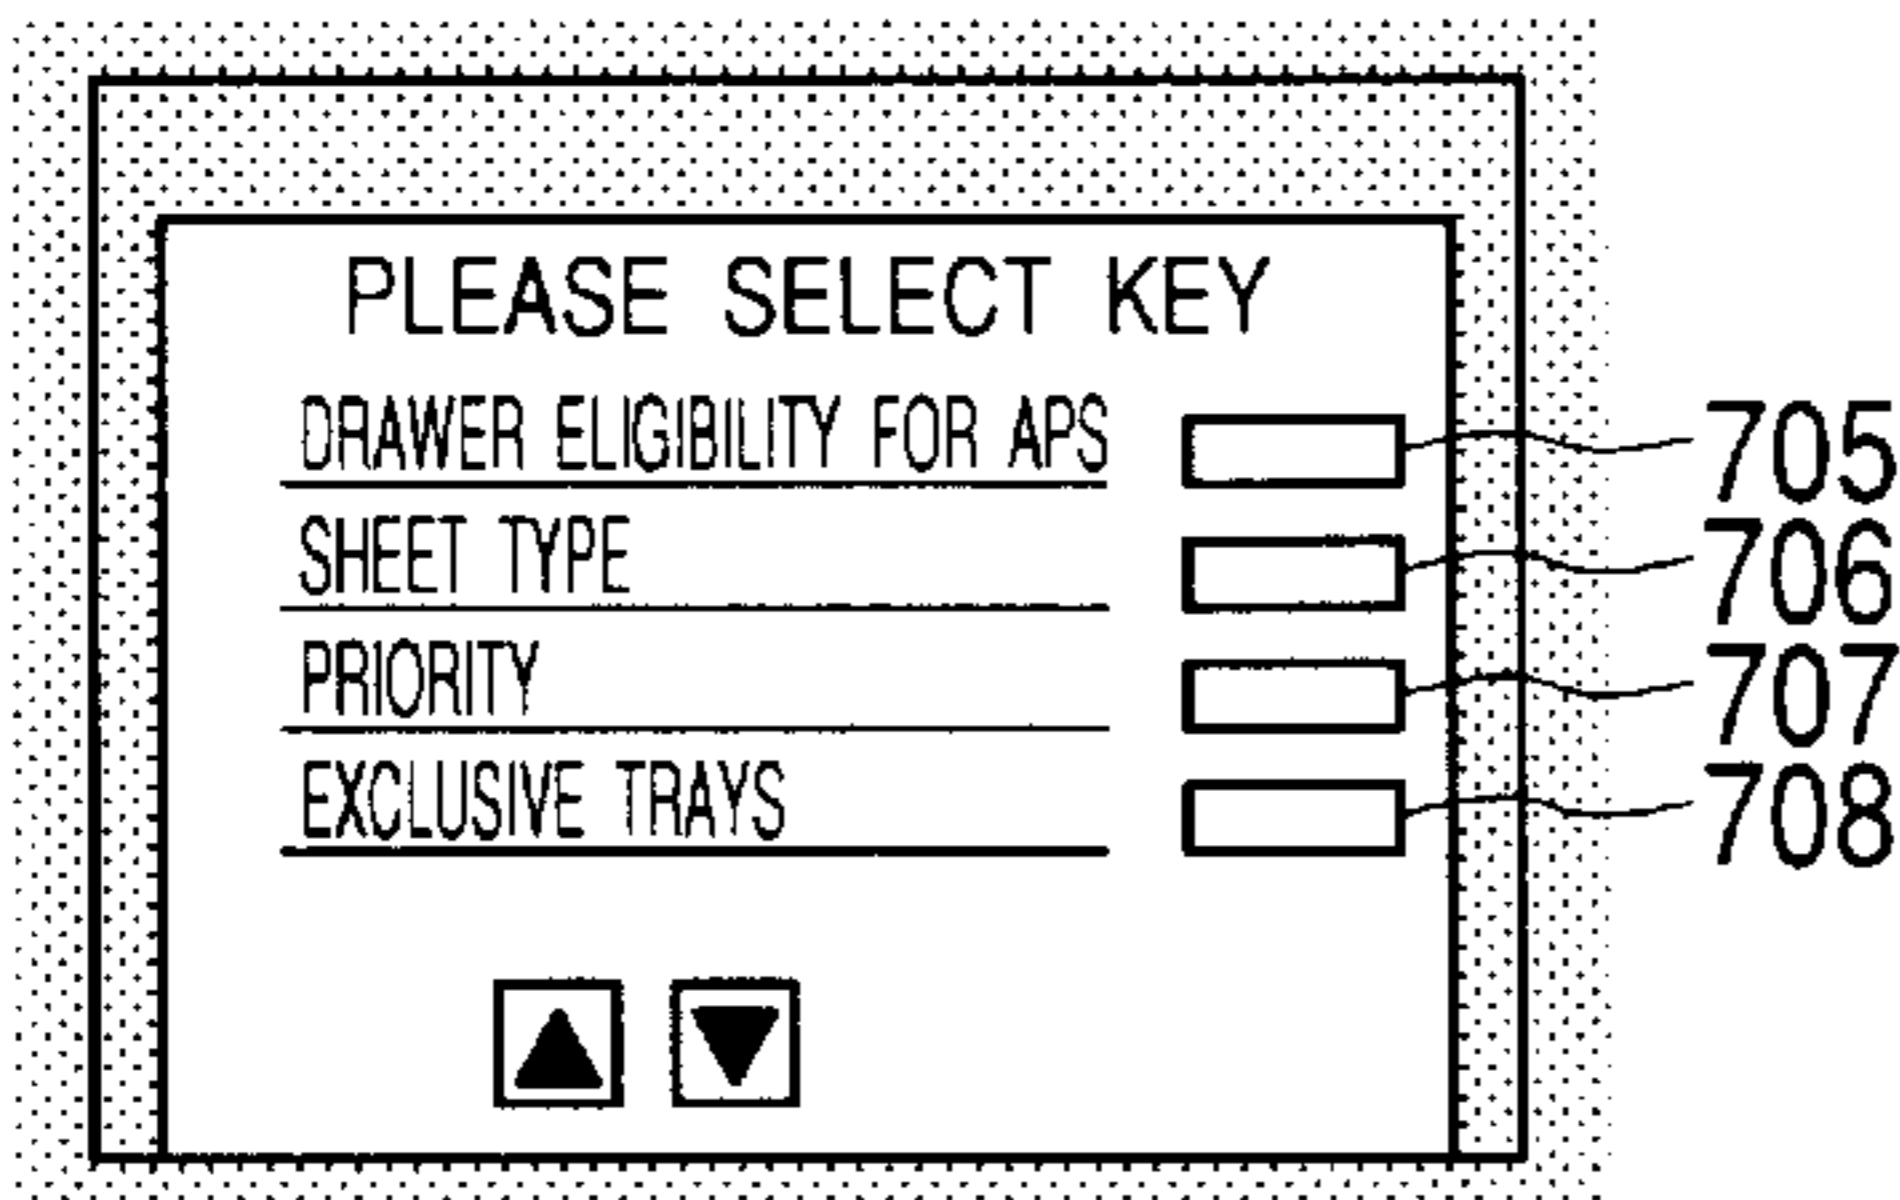 PLEASE SELECT KEY
DRAWER ELIGIBILITY FOR APS 705
SHEET TYPE 706
PRIORITY 707
EXCLUSIVE TRAYS 708